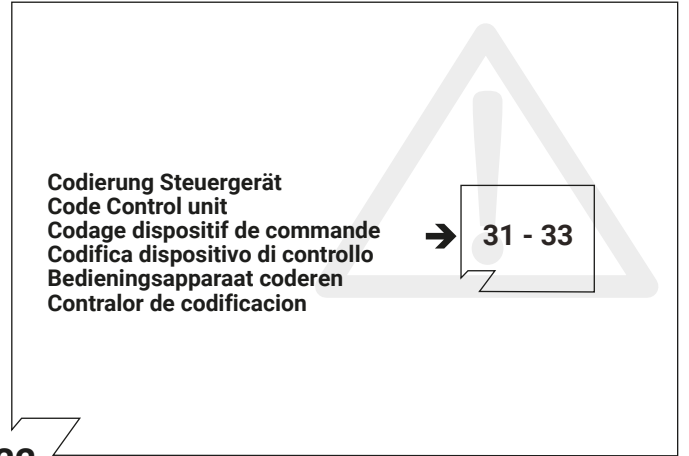 Codierung Steuergerät
Code Control unit
Codage dispositif de commande
Codifica dispositivo di controllo
Bedieningsapparaat coderen
Contralor de codificacion
➔ 31 - 33